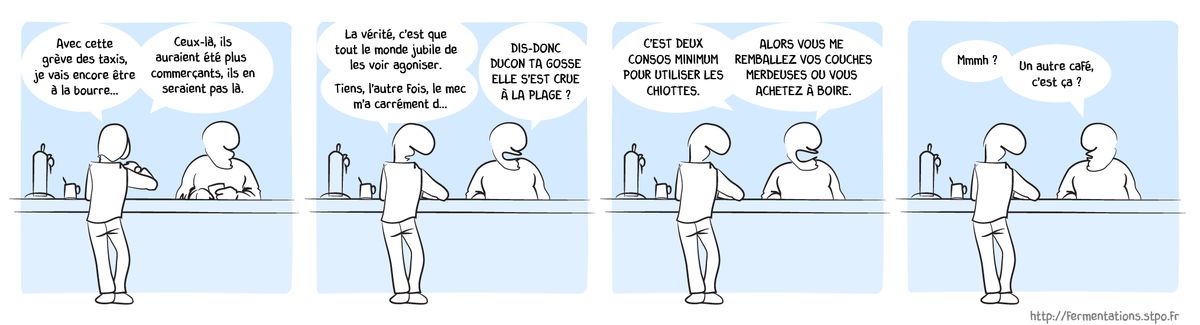 Avec cette
grève des taxis,
je vais encore être
à la bourre...
Ceux-là, ils
auraient été plus
commerçants, ils en
seraient pas là.
La vérité, c'est que
tout le monde jubile de
les voir agoniser.
Tiens, l'autre fois, le mec
m'a carrément d...
DIS-DONC
DUCON TA GOSSE
ELLE S'EST CRUE
À LA PLAGE ?
C'EST DEUX
CONSOS MINIMUM
POUR UTILISER LES
CHIOTTES.
ALORS VOUS ME
REMBALLEZ VOS COUCHES
MERDEUSES OU VOUS
ACHETEZ À BOIRE.
Mmmh ?
Un autre café,
c'est ça ?
http://fermentations.stpo.fr